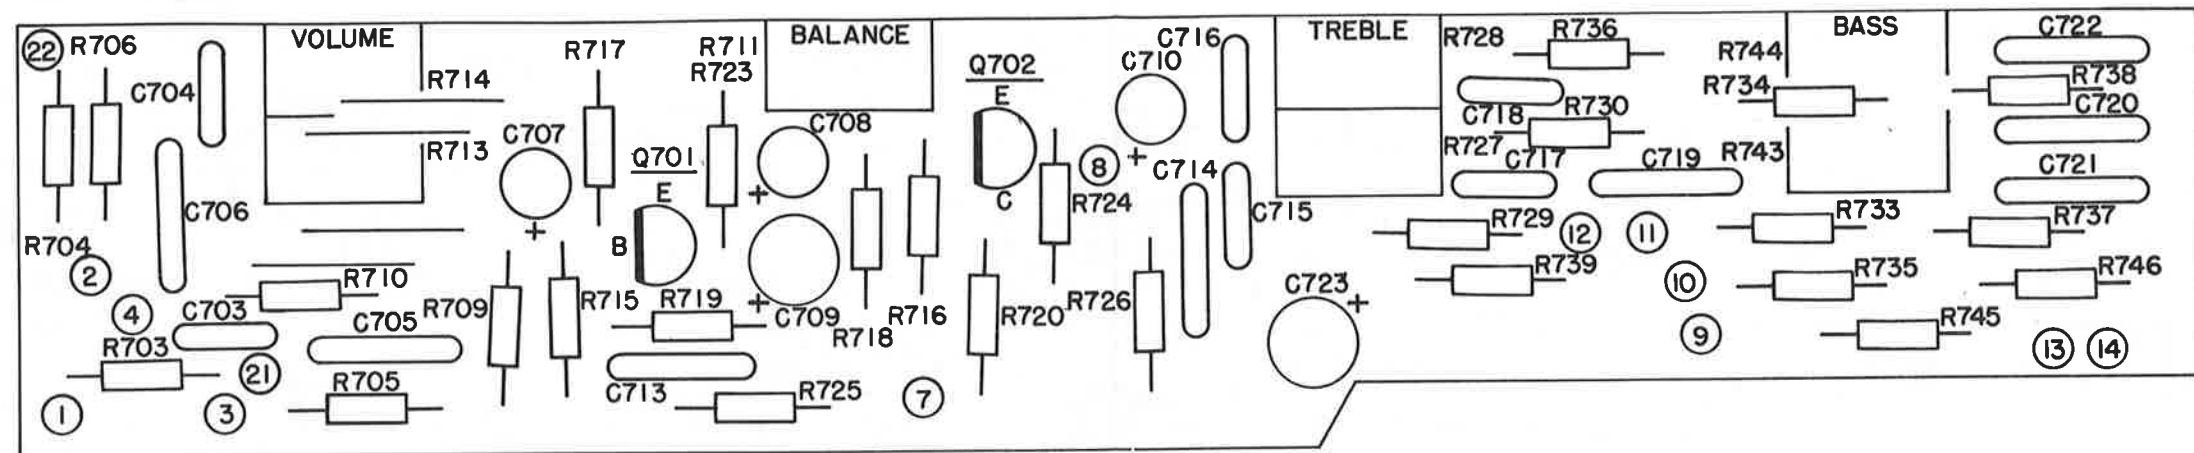 22
R706
C704
R704
2
4
C706
R703
C703
21
1
3
VOLUME
R714
R713
R710
C705
R705
R709
C707
R717
Q701
E
B
R715
R719
C713
R725
R711
R723
C708
+
+
+
C709
BALANCE
R718
R716
7
Q702
E
C
R724
R720
8
C710
+
C716
C714
C715
R726
C723
+
TREBLE
R728
R736
C718
R730
R727
C717
C719
R729
12
11
R739
10
9
R744
R734
BASS
R743
R733
R735
R745
C722
R738
C720
C721
R737
R746
13
14